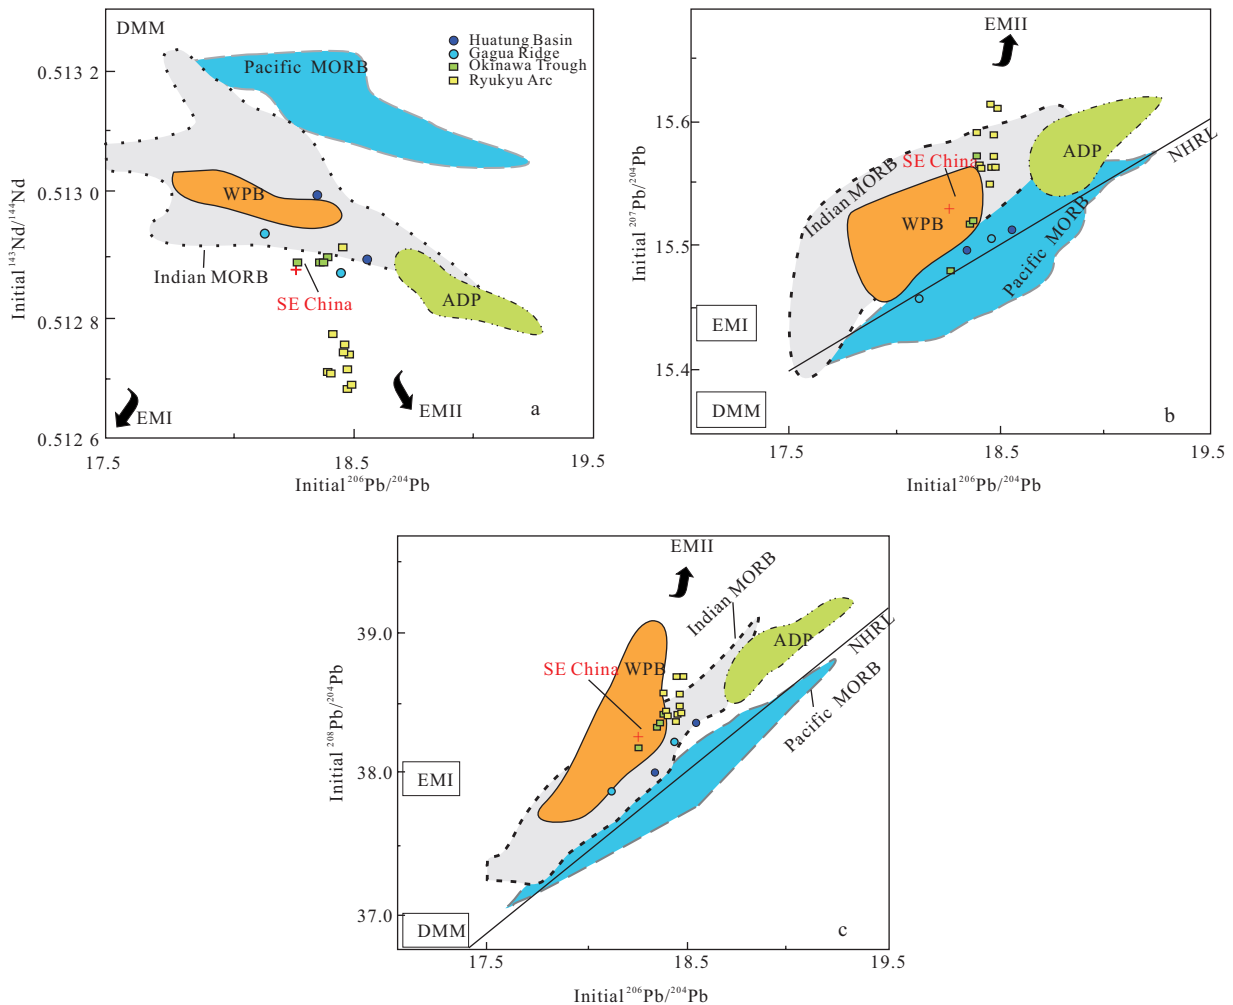 DMM
Huatung Basin
Gagua Ridge
Okinawa Trough
Ryukyu Arc
Pacific MORB
WPB
Indian MORB
SE China
ADP
EMI
EMII
a
0.513 2
0.513 0
0.512 8
0.512 6
17.5
18.5
19.5
Initial 143Nd/144Nd
Initial 206Pb/204Pb
EMII
15.6
15.5
15.4
Initial 207Pb/204Pb
SE China
ADP
NHRL
Indian MORB
WPB
Pacific MORB
EMI
DMM
b
17.5
18.5
19.5
Initial 206Pb/204Pb
EMII
Indian MORB
39.0
38.0
37.0
Initial 208Pb/204Pb
SE China
WPB
ADP
NHRL
Pacific MORB
EMI
DMM
c
17.5
18.5
19.5
Initial 206Pb/204Pb